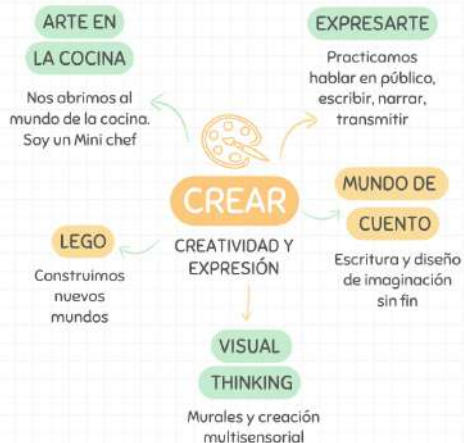 ARTE EN
LA COCINA
Nos abrimos al
mundo de la cocina.
Soy un Mini chef
EXPRESARTE
Practicamos
hablar en público,
escribir, narrar,
transmitir
CREAR
CREATIVIDAD Y
EXPRESIÓN
MUNDO DE
CUENTO
Escritura y diseño
de imaginación
sin fin
LEGO
Construimos
nuevos
mundos
VISUAL
THINKING
Murales y creación
multisensorial